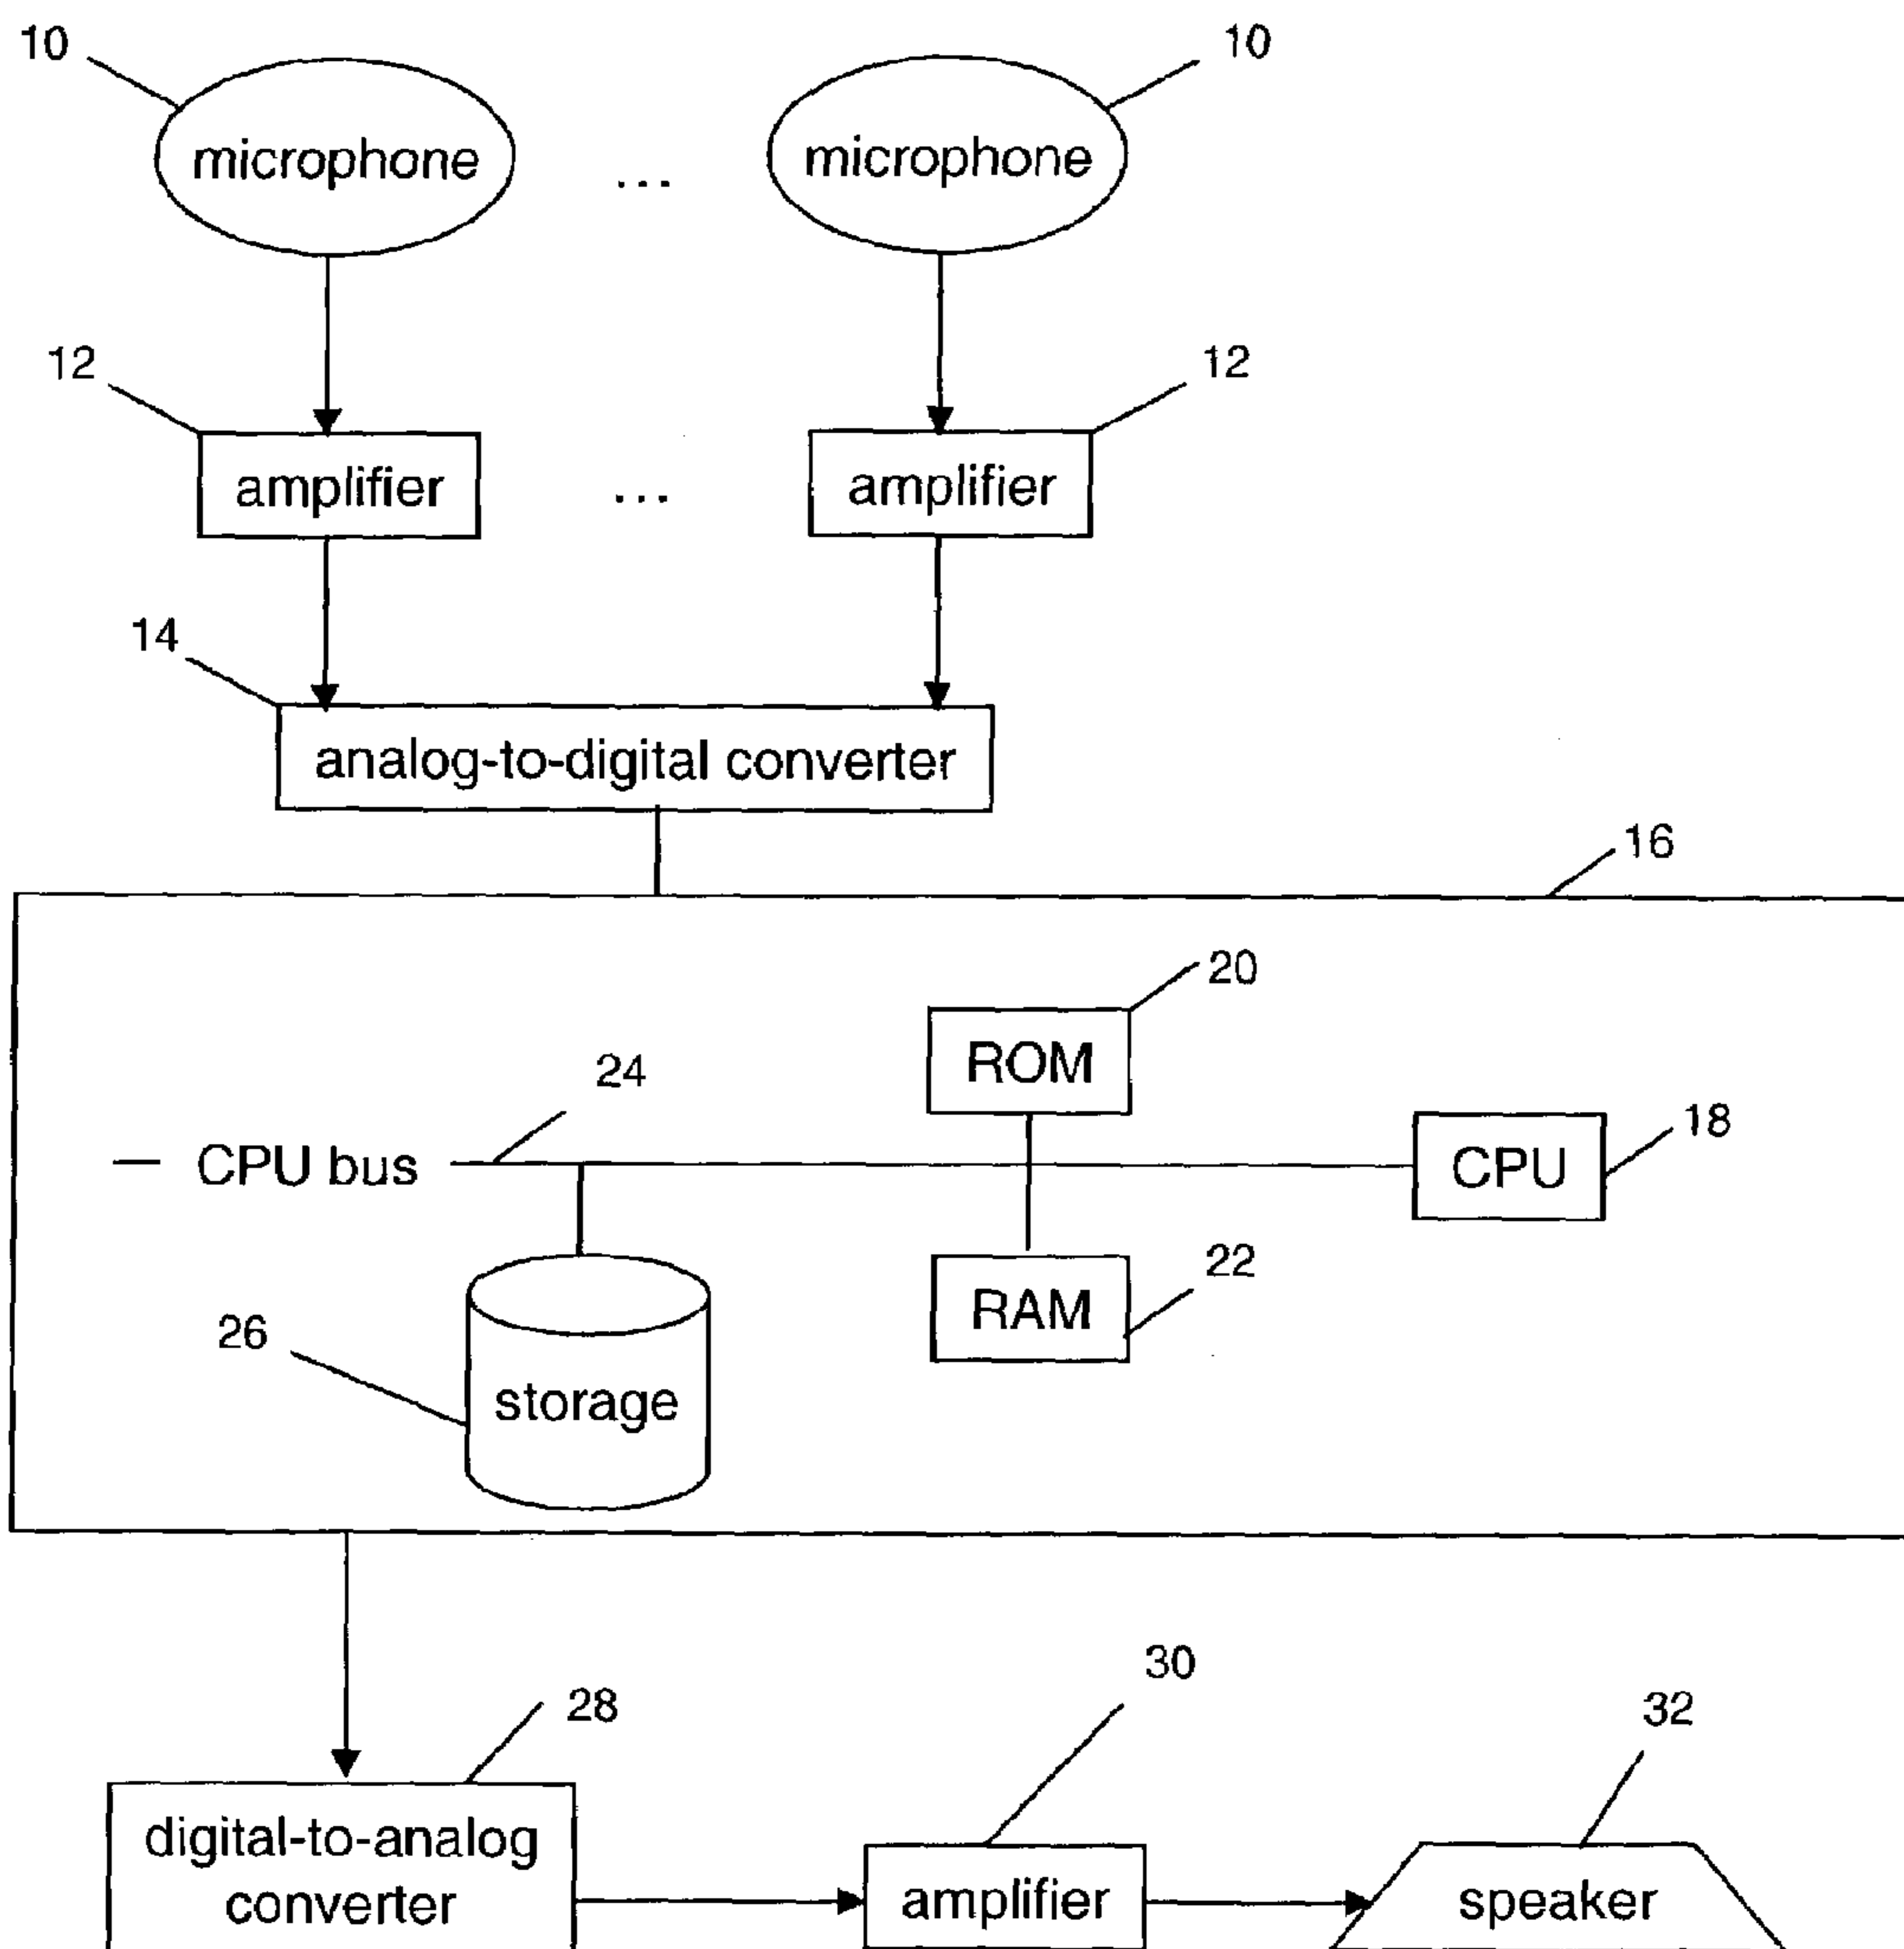 10
10
microphone
...
microphone
12
12
amplifier
...
amplifier
14
analog-to-digital converter
16
20
ROM
24
18
CPU bus
CPU
22
RAM
26
storage
30
28
32
digital-to-analog
converter
amplifier
speaker